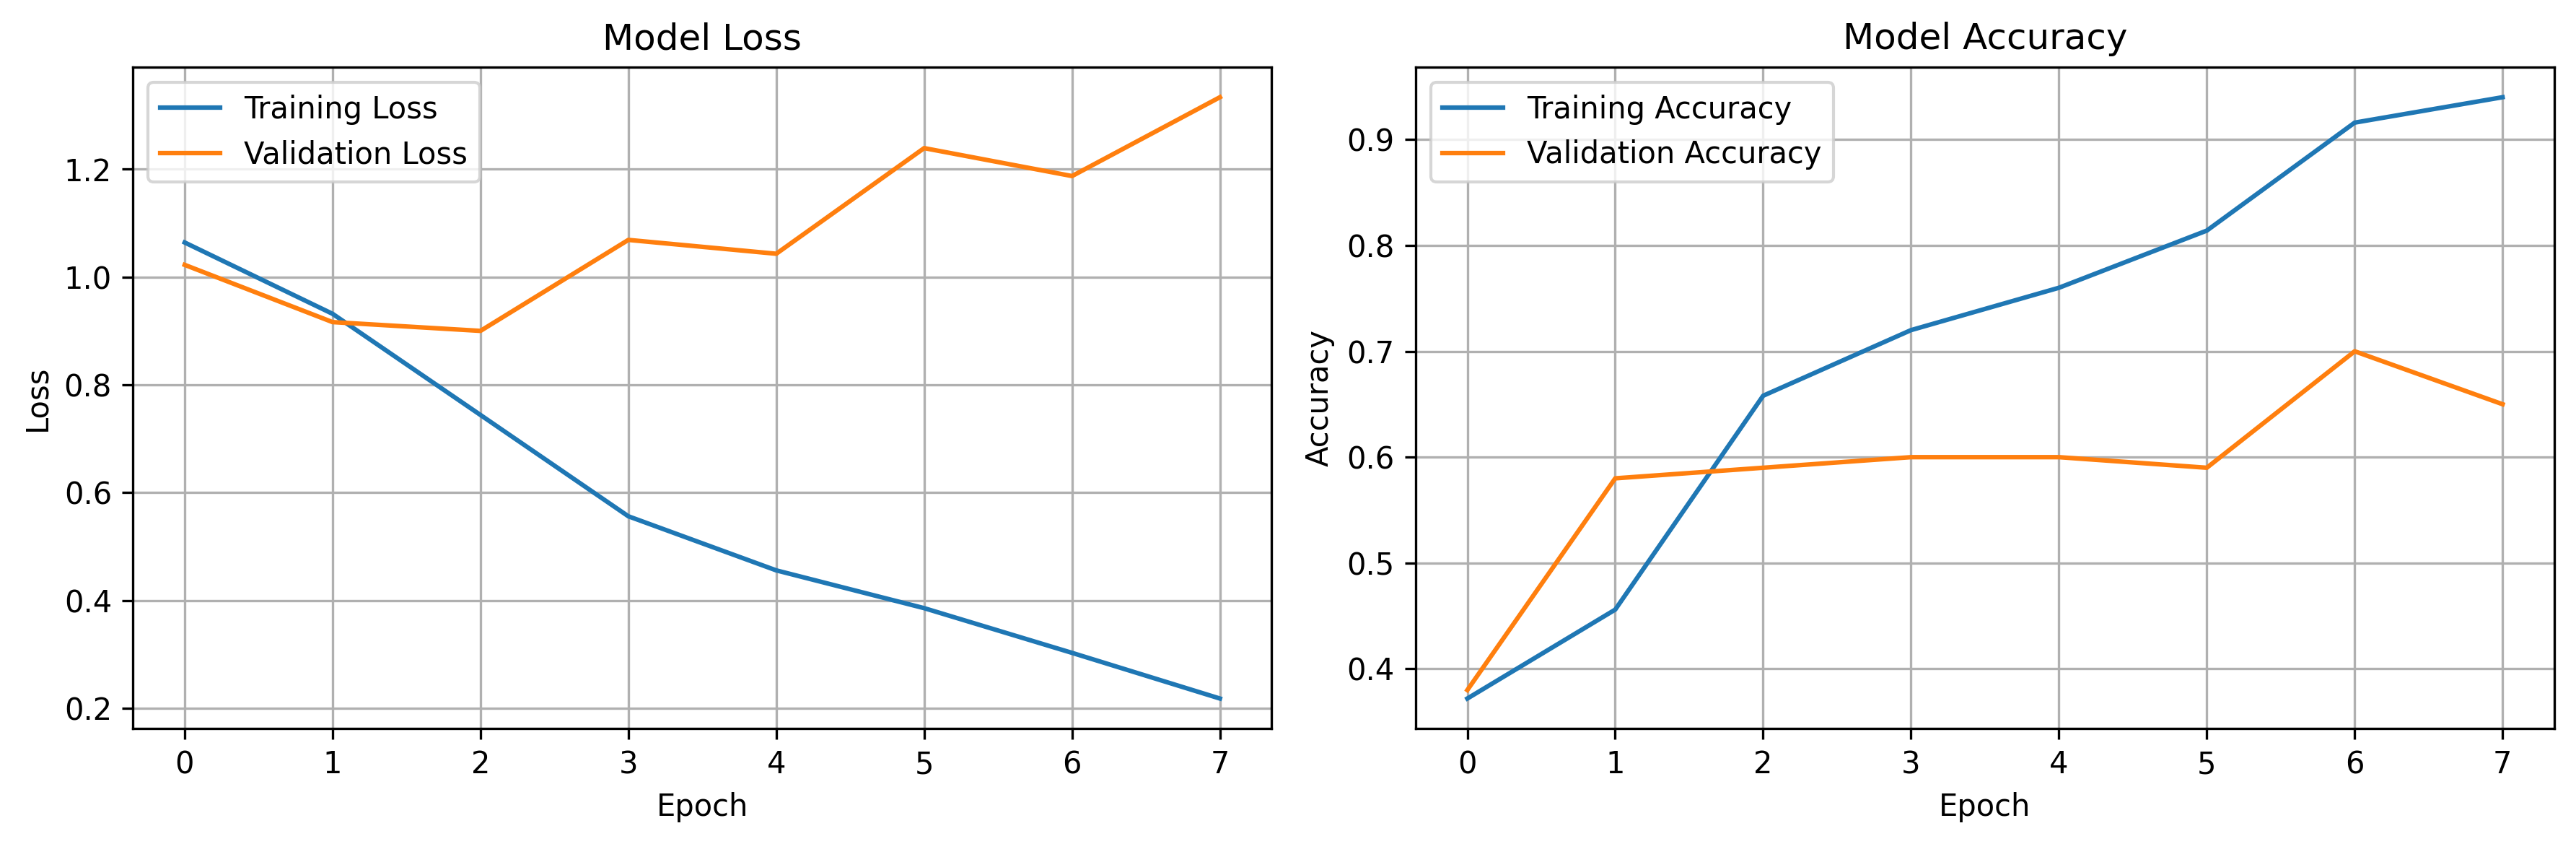 Model Loss
Training Loss
Validation Loss
Loss
1.2
1.0
0.8
0.6
0.4
0.2
0 1 2 3 4 5 6 7
Epoch
Model Accuracy
Training Accuracy
Validation Accuracy
Accuracy
0.9
0.8
0.7
0.6
0.5
0.4
0 1 2 3 4 5 6 7
Epoch